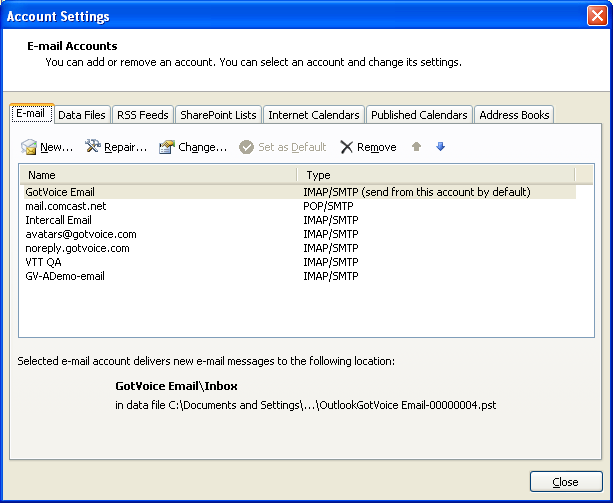 Account Settings
E-mail Accounts
You can add or remove an account. You can select an account and change its settings.
E-mail Data Files RSS Feeds SharePoint Lists Internet Calendars Published Calendars Address Books
New... Repair... Change... Set as Default Remove
Name Type
GotVoice Email IMAP/SMTP (send from this account by default)
mail.comcast.net POP/SMTP
Intercall Email IMAP/SMTP
avatars@gotvoice.com IMAP/SMTP
noreply.gotvoice.com IMAP/SMTP
VTT QA IMAP/SMTP
GV-ADemo-email IMAP/SMTP
Selected e-mail account delivers new e-mail messages to the following location:
GotVoice Email\Inbox
in data file C:\Documents and Settings\...\OutlookGotVoice Email-00000004.pst
Close